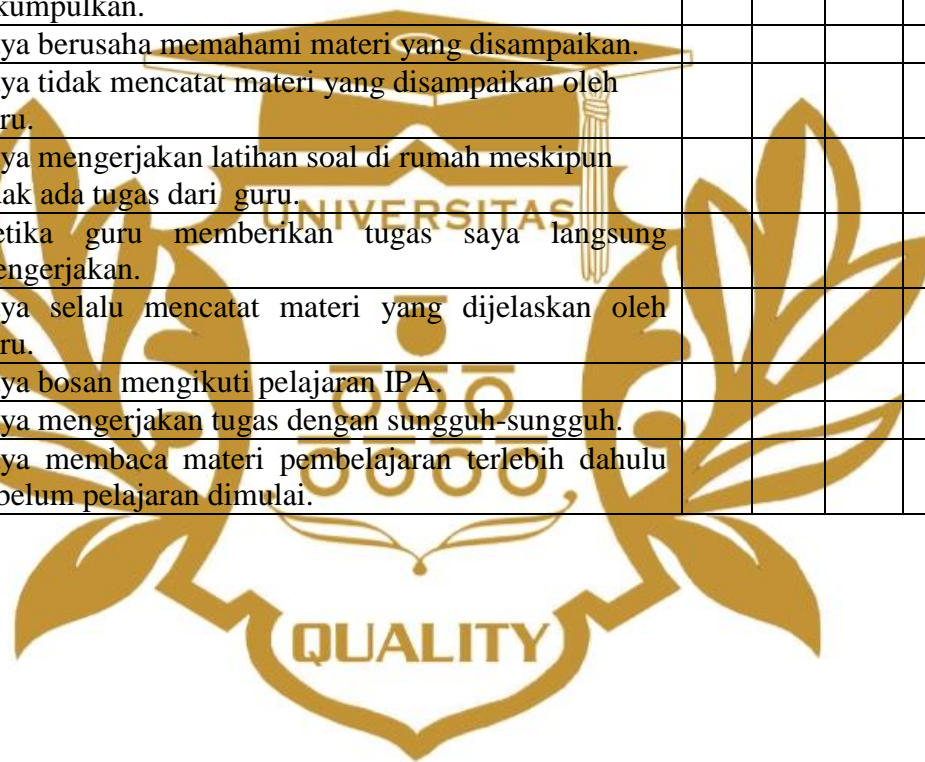 kumpulkan.
ya berusaha memahami materi yang disampaikan.
ya tidak mencatat materi yang disampaikan oleh
ru.
ya mengerjakan latihan soal di rumah meskipun
dak ada tugas dari guru.
UNIVERSITAS
etika guru memberikan tugas saya langsung
engerjakan.
ya selalu mencatat materi yang dijelaskan oleh
ru.
ya bosan mengikuti pelajaran IPA.
ya mengerjakan tugas dengan sungguh-sungguh.
ya membaca materi pembelajaran terlebih dahulu
belum pelajaran dimulai.
QUALITY